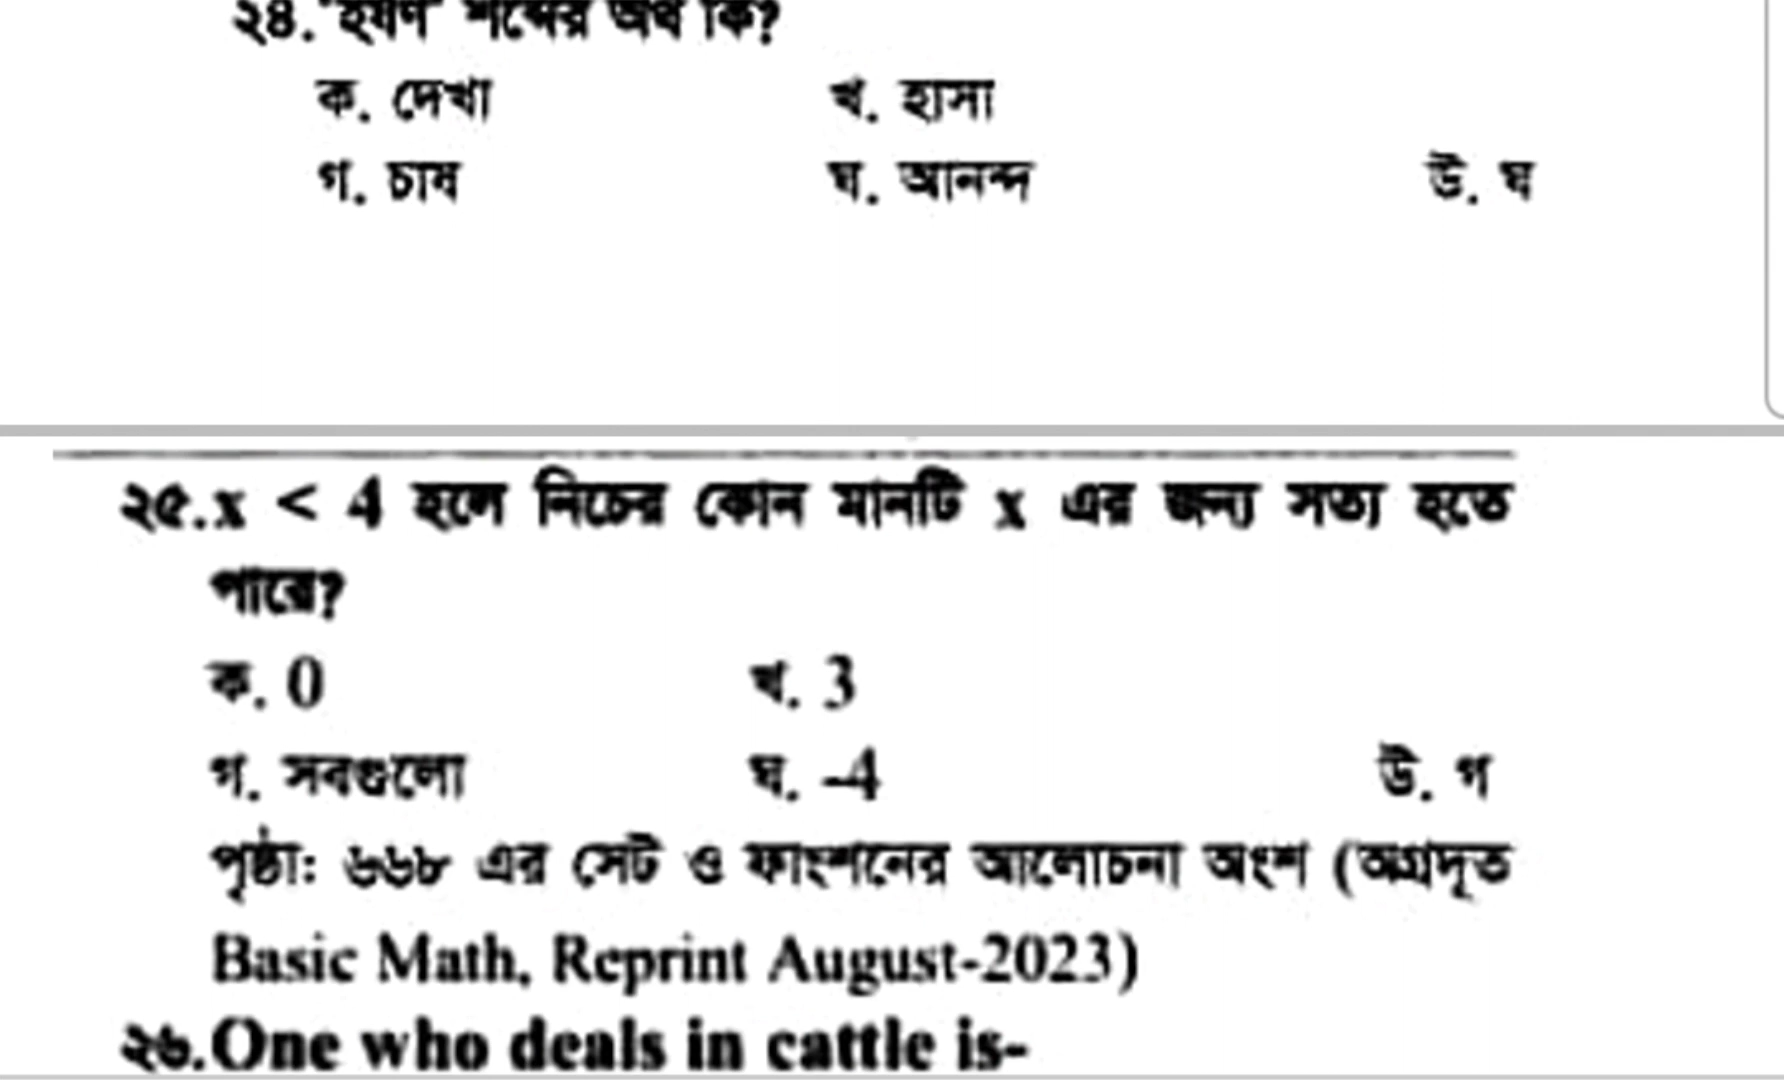 ২৪. 'হর্ষণ' শব্দের অর্থ কি?
ক. দেখা খ. হাসা
গ. চাষ ঘ. আনন্দ উ. ঘ
২৫. x < 4 হলে নিচের কোন মানটি x এর জন্য সত্য হতে
পারে?
ক. 0 খ. 3
গ. সবগুলো ঘ. -4 উ. গ
পৃষ্ঠা: ৬৬৮ এর সেট ও ফাংশনের আলোচনা অংশ (অগ্রদূত
Basic Math, Reprint August-2023)
২৬. One who deals in cattle is-